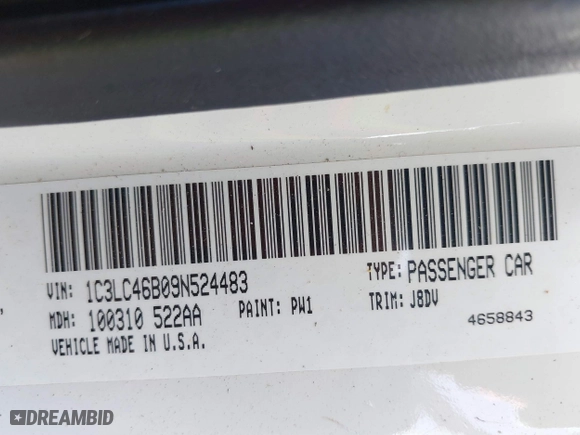 VIN: 1C3LC46B09N524483
TYPE: PASSENGER CAR
MDH: 100310 522AA
PAINT: PW1
TRIM: J8DV
VEHICLE MADE IN U.S.A.
4658843
DREAMBID